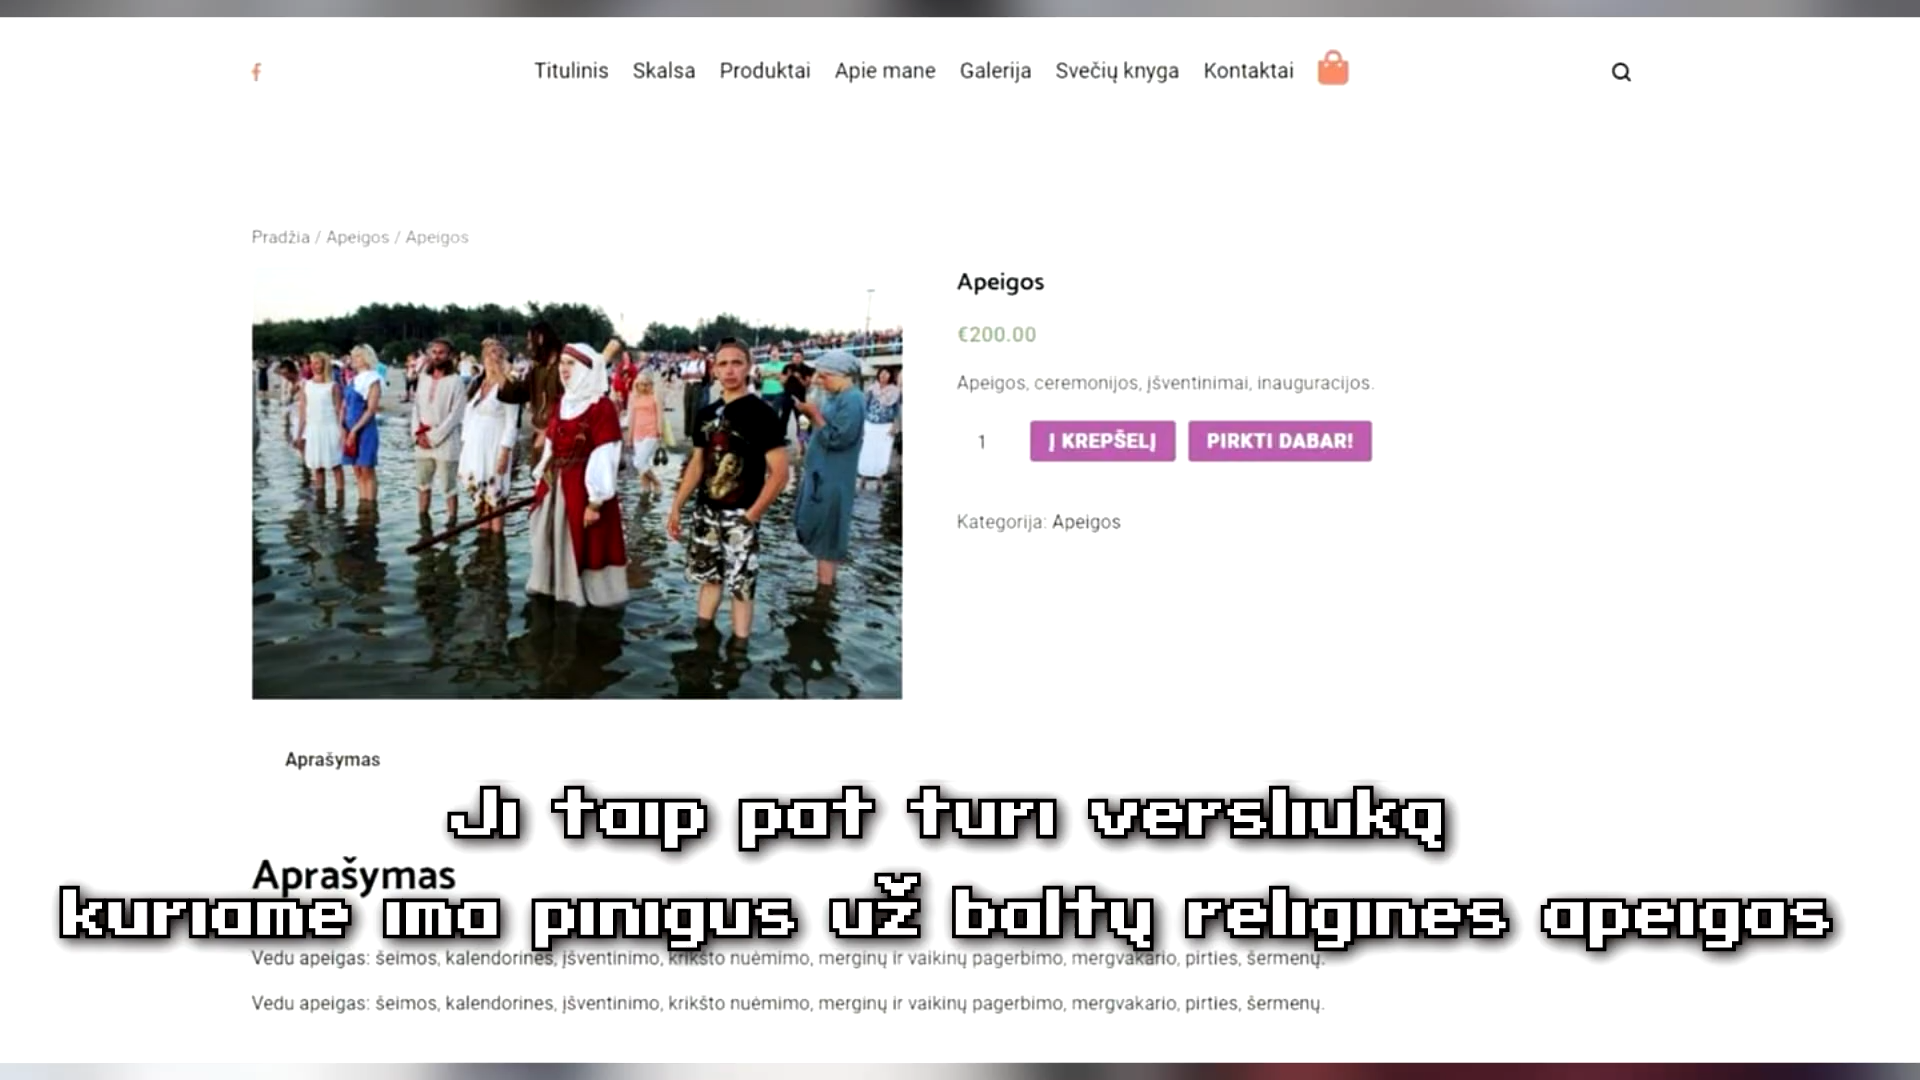 Titulinis Skalsa Produktai Apie mane Galerija Svečių knyga Kontaktai
Pradžia / Apeigos / Apeigos
Apeigos
€200.00
Apeigos, ceremonijos, įšventinimai, inauguracijos.
1 Į KREPŠELĮ PIRKTI DABAR!
Kategorija: Apeigos
Aprašymas
Ji taip pat turi versliuką
Aprašymas
kuriame ima pinigus už baltų religines apeigas
Vedu apeigas: šeimos, kalendorines, įšventinimo, krikšto nuėmimo, merginų ir vaikinų pagerbimo, mergvakario, pirties, šermenų.
Vedu apeigas: šeimos, kalendorines, įšventinimo, krikšto nuėmimo, merginų ir vaikinų pagerbimo, mergvakario, pirties, šermenų.